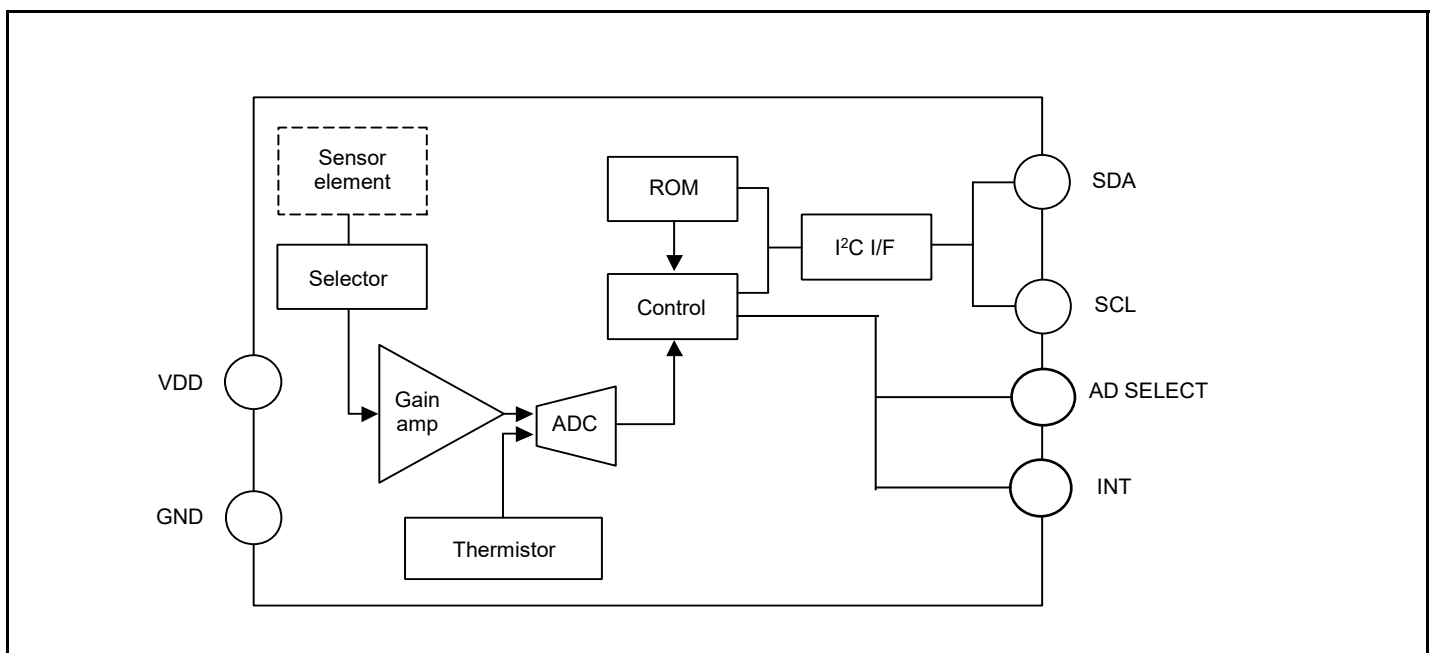 Sensor
element
ROM
SDA
I²C I/F
Selector
Control
SCL
VDD
Gain
amp
ADC
AD SELECT
INT
GND
Thermistor